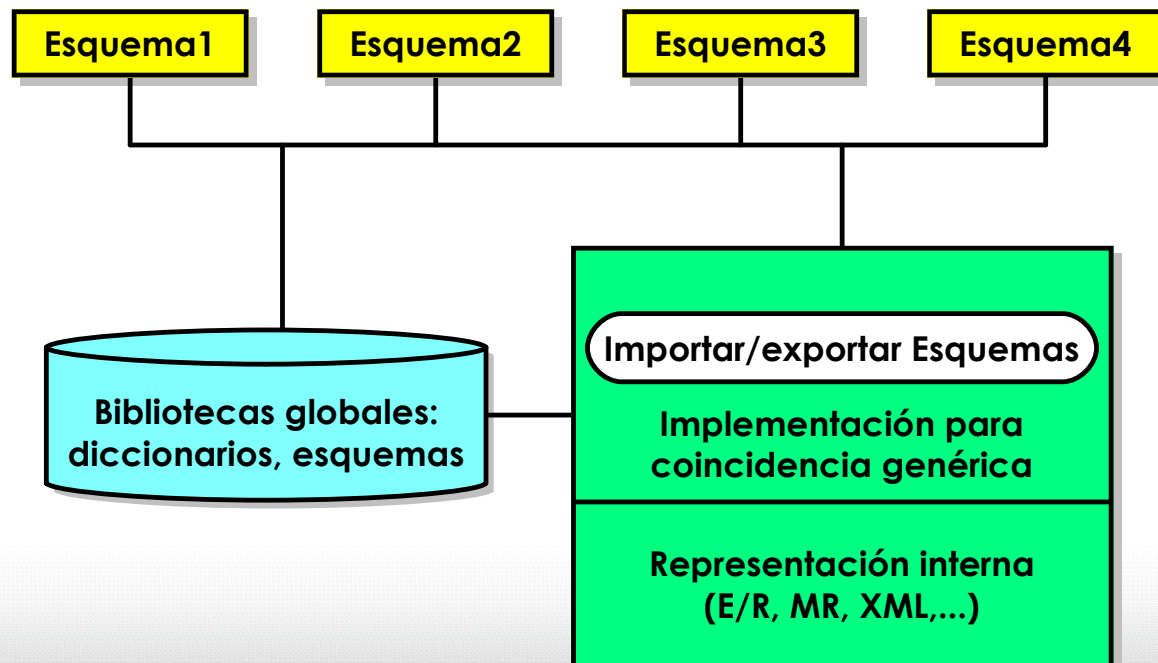 Esquema1
Esquema2
Esquema3
Esquema4
Importar/exportar Esquemas
Bibliotecas globales:
diccionarios, esquemas
Implementación para
coincidencia genérica
Representación interna
(E/R, MR, XML,...)